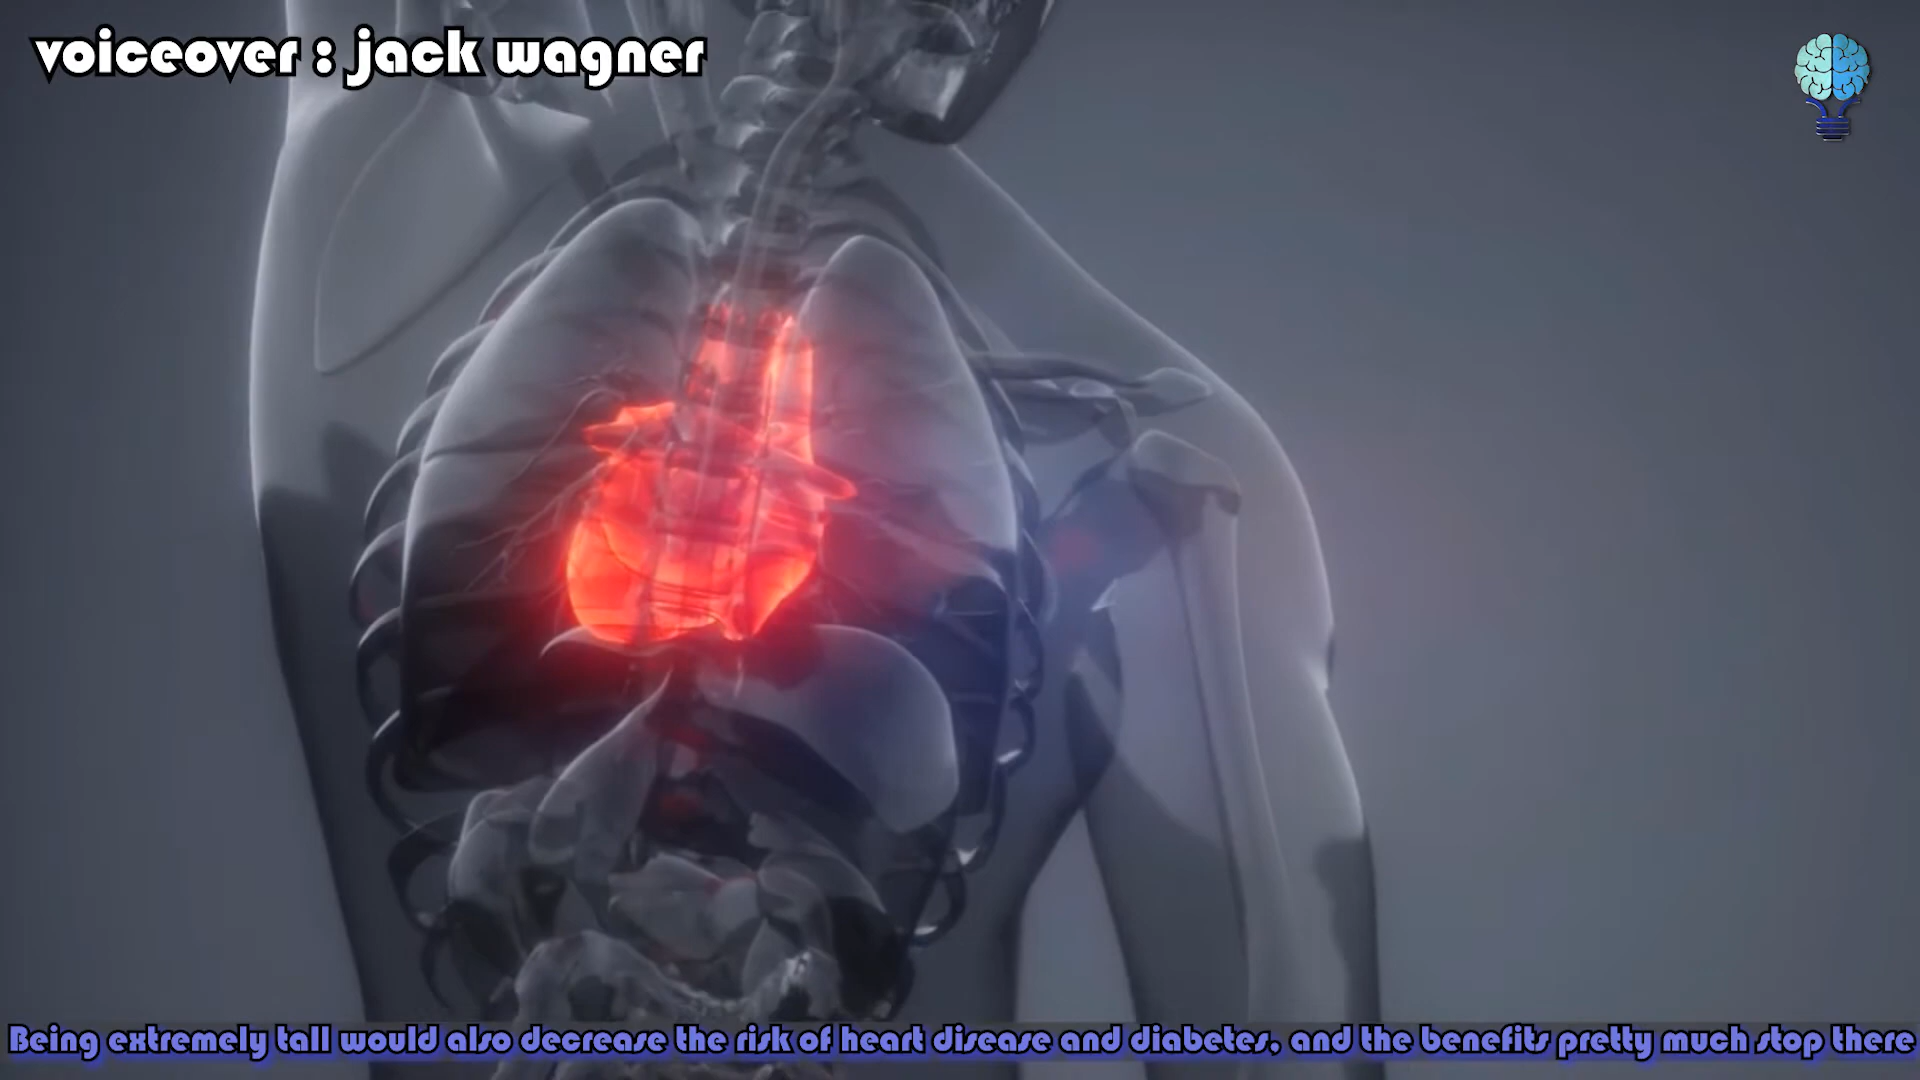 voiceover : jack wagner
Being extremely tall would also decrease the risk of heart disease and diabetes, and the benefits pretty much stop there